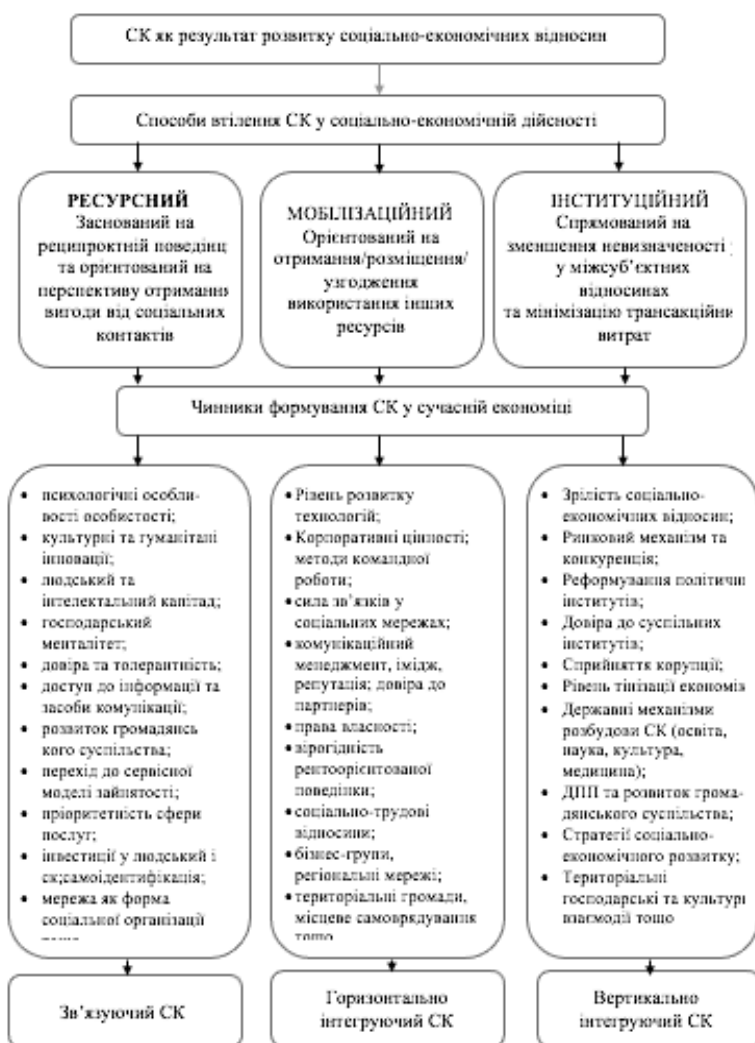 СК як результат розвитку соціально-економічних відносин
Способи втілення СК у соціально-економічній дійсності
РЕСУРСНИЙ
Заснований на
реципроктній поведінц
та орієнтований на
перспективу отримання
вигоди від соціальних
контактів
МОБІЛІЗАЦІЙНИЙ
Орієнтований на
отримання/розміщення/
узгодження
використання інших
ресурсів
ІНСТИТУЦІЙНИЙ
Спрямований на
зменшення невизначеності
у міжсуб’єктних
відносинах
та мінімізацію трансакційни
витрат
Чинники формування СК у сучасній економіці
• психологічні особли-
вості особистості;
• культурні та гуманітані
інновації;
• людський та
інтелектальний капітад;
• господарський
менталітет;
• довіра та толерантність;
• доступ до інформації та
засоби комунікації;
• розвиток громадянсь
кого суспільства;
• перехід до сервісної
моделі зайнятості;
• пріоритетність сфери
послуг;
• інвестиції у людський і
ск;самоідентифікація;
• мережа як форма
соціальної організації
• Рівень розвитку
технологій;
• Корпоративні цінності;
методи командної
роботи;
• сила зв’язків у
соціальних мережах;
• комунікаційний
менеджмент, імідж,
репутація; довіра до
партнерів;
• права власності;
• вірогідність
рентоорієнтованої
поведінки;
• соціально-трудові
відносини;
• бізнес-групи,
регіональні мережі;
• територіальні громади,
місцеве самоврядування
тощо
• Зрілість соціально-
економічних відносин;
• Ринковий механізм та
конкуренція;
• Реформування політичні
інститутів;
• Довіра до суспільних
інститутів;
• Сприйняття корупції;
• Рівень тінізації економів
• Державні механізми
розбудови СК (освіта,
наука, культура,
медицина);
• ДПП та розвиток грома-
дянського суспільства;
• Стратегії соціально-
економічного розвитку;
• Територіальні
господарські та культурі
взаємодії тощо
Зв’язуючий СК
Горизонтально
інтегруючий СК
Вертикально
інтегруючий СК